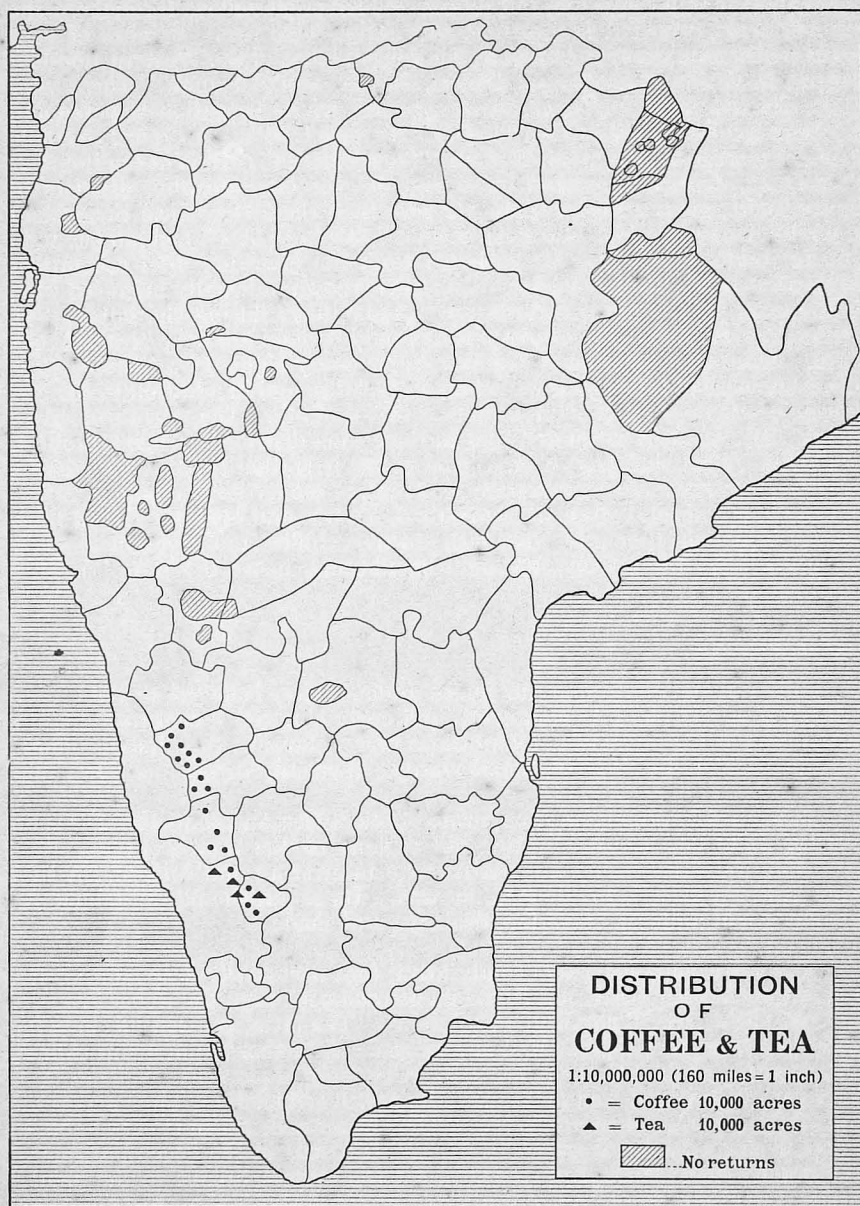 DISTRIBUTION
OF
COFFEE & TEA
1:10,000,000 (160 miles = 1 inch)
• = Coffee 10,000 acres
▲ = Tea 10,000 acres
...No returns